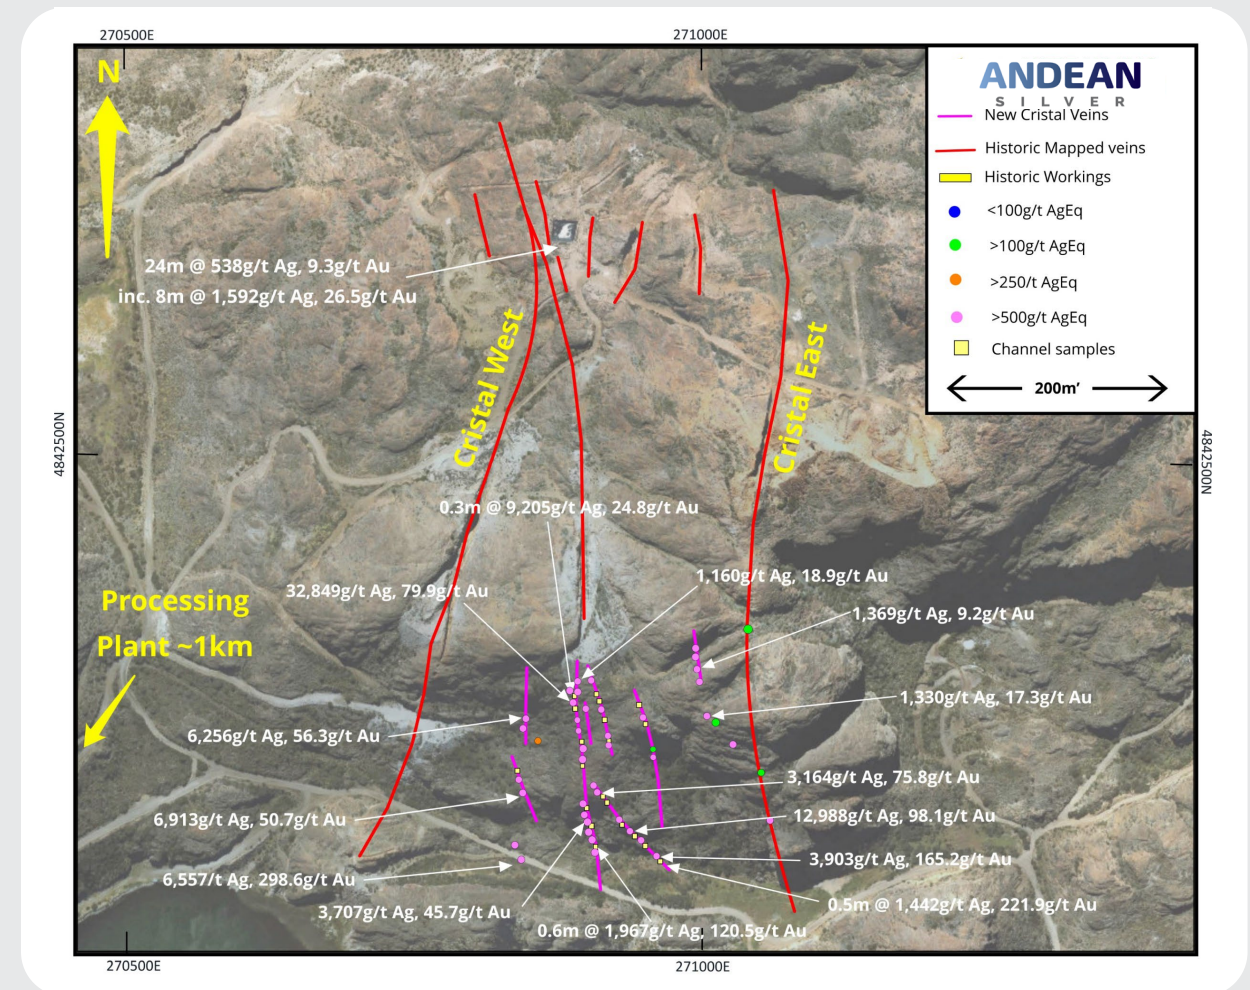 270500E
271000E
N
ANDEAN
SILVER
New Cristal Veins
Historic Mapped veins
Historic Workings
<100g/t AgEq
>100g/t AgEq
>250/t AgEq
>500g/t AgEq
Channel samples
200m’
24m @ 538g/t Ag, 9.3g/t Au
inc. 8m @ 1,592g/t Ag, 26.5g/t Au
Cristal West
Cristal East
4842500N
4842500N
0.3m @ 9,205g/t Ag, 24.8g/t Au
1,160g/t Ag, 18.9g/t Au
32,849g/t Ag, 79.9g/t Au
1,369g/t Ag, 9.2g/t Au
Processing
Plant ~1km
1,330g/t Ag, 17.3g/t Au
6,256g/t Ag, 56.3g/t Au
3,164g/t Ag, 75.8g/t Au
6,913g/t Ag, 50.7g/t Au
12,988g/t Ag, 98.1g/t Au
3,903g/t Ag, 165.2g/t Au
6,557/t Ag, 298.6g/t Au
0.5m @ 1,442g/t Ag, 221.9g/t Au
3,707g/t Ag, 45.7g/t Au
0.6m @ 1,967g/t Ag, 120.5g/t Au
270500E
271000E